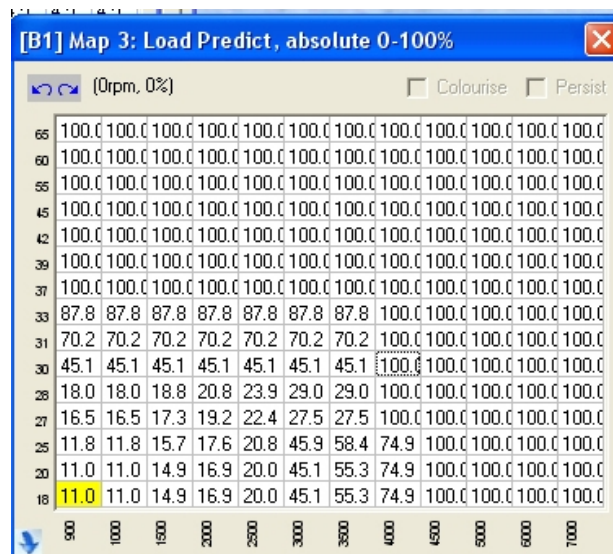 [B1] Map 3: Load Predict, absolute 0-100%
(0rpm, 0%) Colourise Persist
65 100.0 100.0 100.0 100.0 100.0 100.0 100.0 100.0 100.0 100.0 100.0 100.0
60 100.0 100.0 100.0 100.0 100.0 100.0 100.0 100.0 100.0 100.0 100.0 100.0
55 100.0 100.0 100.0 100.0 100.0 100.0 100.0 100.0 100.0 100.0 100.0 100.0
45 100.0 100.0 100.0 100.0 100.0 100.0 100.0 100.0 100.0 100.0 100.0 100.0
42 100.0 100.0 100.0 100.0 100.0 100.0 100.0 100.0 100.0 100.0 100.0 100.0
39 100.0 100.0 100.0 100.0 100.0 100.0 100.0 100.0 100.0 100.0 100.0 100.0
37 100.0 100.0 100.0 100.0 100.0 100.0 100.0 100.0 100.0 100.0 100.0 100.0
33 87.8 87.8 87.8 87.8 87.8 87.8 87.8 100.0 100.0 100.0 100.0 100.0
31 70.2 70.2 70.2 70.2 70.2 70.2 70.2 100.0 100.0 100.0 100.0 100.0
30 45.1 45.1 45.1 45.1 45.1 45.1 45.1 100.0 100.0 100.0 100.0 100.0
28 18.0 18.0 18.8 20.8 23.9 29.0 29.0 100.0 100.0 100.0 100.0 100.0
27 16.5 16.5 17.3 19.2 22.4 27.5 27.5 100.0 100.0 100.0 100.0 100.0
25 11.8 11.8 15.7 17.6 20.8 45.9 58.4 74.9 100.0 100.0 100.0 100.0
20 11.0 11.0 14.9 16.9 20.0 45.1 55.3 74.9 100.0 100.0 100.0 100.0
18 11.0 11.0 14.9 16.9 20.0 45.1 55.3 74.9 100.0 100.0 100.0 100.0
900 1000 1500 2000 2500 3000 3500 4000 4500 5000 6000 7000